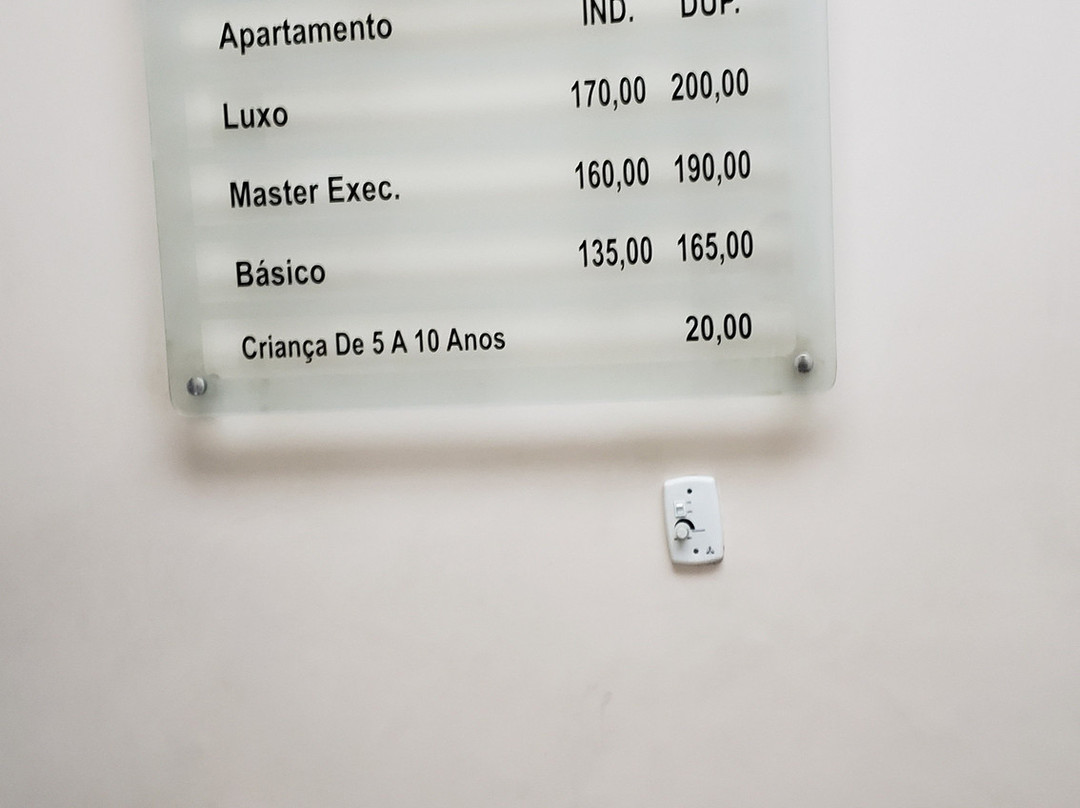 Apartamento IND. DUP.
Luxo 170,00 200,00
Master Exec. 160,00 190,00
Básico 135,00 165,00
Criança De 5 A 10 Anos 20,00